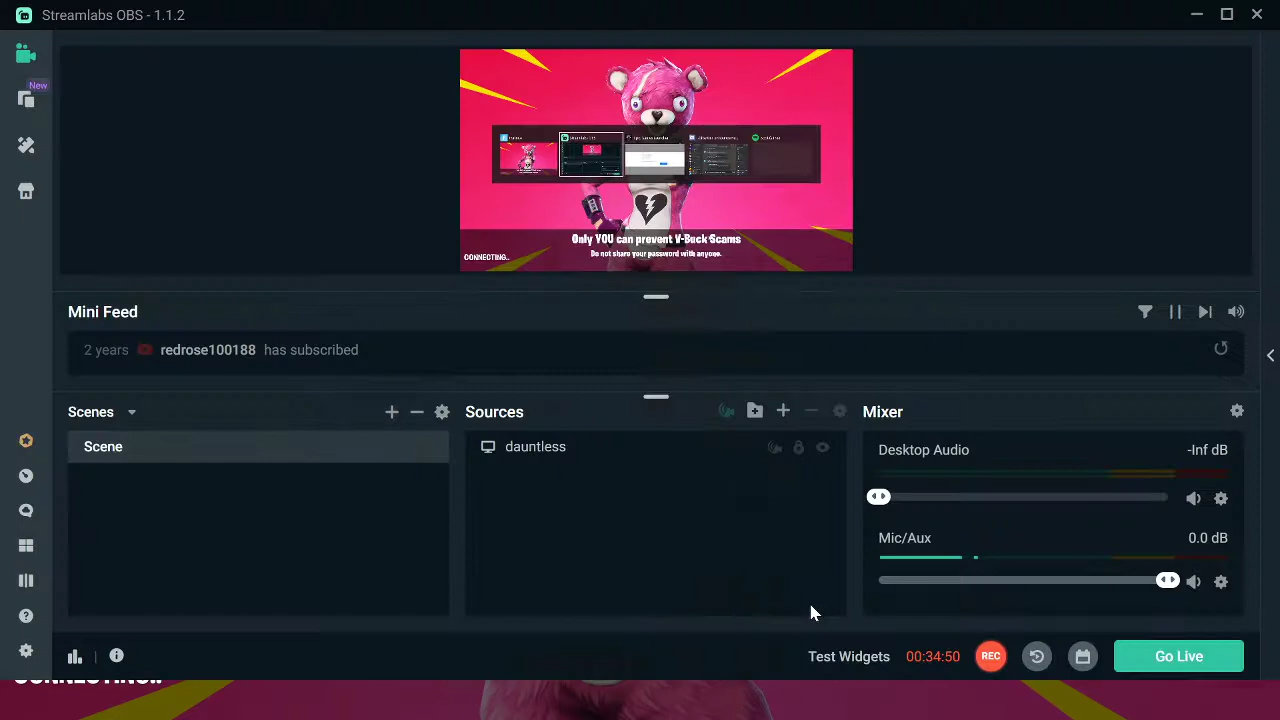 Streamlabs OBS - 1.1.2
New
Only YOU can prevent V-Buck Scams
Do not share your password with anyone.
CONNECTING..
Mini Feed
2 years redrose100188 has subscribed
Scenes
Sources
Mixer
Scene
dauntless
Desktop Audio -Inf dB
Mic/Aux 0.0 dB
Test Widgets 00:34:50 REC Go Live
CONNECTING..